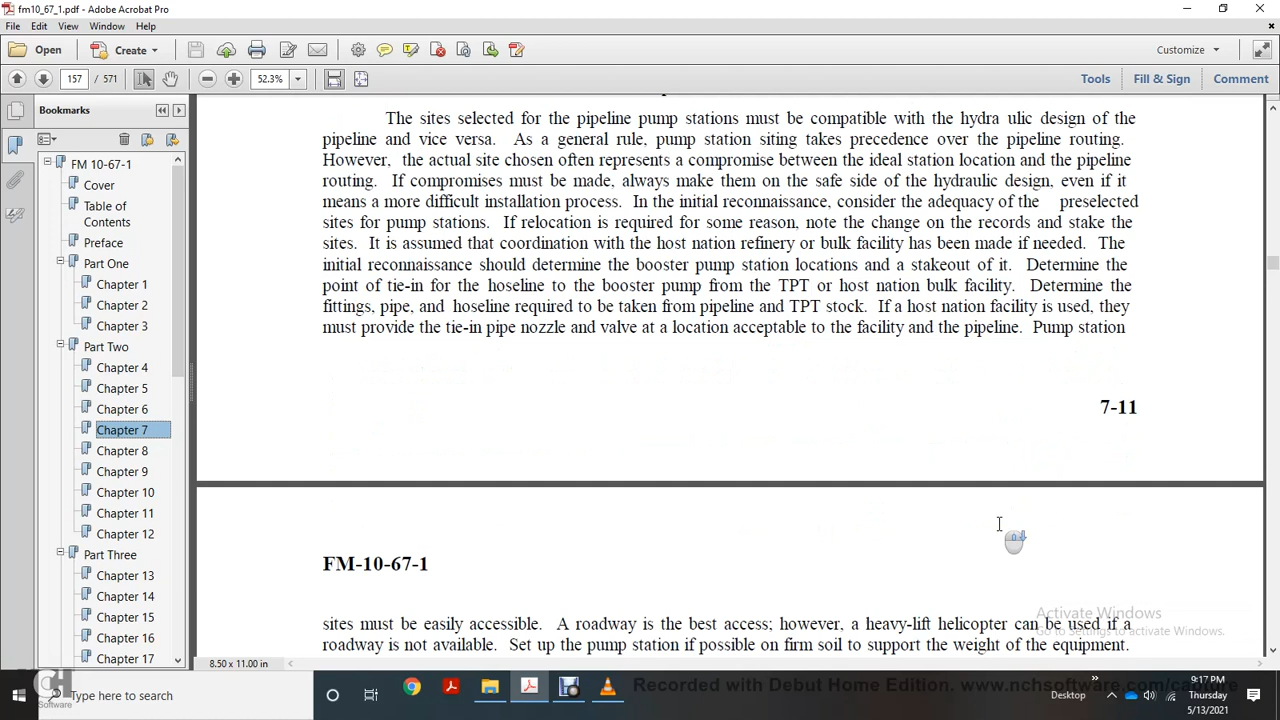 fm10_67_1.pdf - Adobe Acrobat Pro
File Edit View Window Help
Open Create Customize
157 / 571 52.3% Tools Fill & Sign Comment
Bookmarks
FM 10-67-1
Cover
Table of
Contents
Preface
Part One
Chapter 1
Chapter 2
Chapter 3
Part Two
Chapter 4
Chapter 5
Chapter 6
Chapter 7
Chapter 8
Chapter 9
Chapter 10
Chapter 11
Chapter 12
Part Three
Chapter 13
Chapter 14
Chapter 15
Chapter 16
Chapter 17
The sites selected for the pipeline pump stations must be compatible with the hydra ulic design of the
pipeline and vice versa. As a general rule, pump station siting takes precedence over the pipeline routing.
However, the actual site chosen often represents a compromise between the ideal station location and the pipeline
routing. If compromises must be made, always make them on the safe side of the hydraulic design, even if it
means a more difficult installation process. In the initial reconnaissance, consider the adequacy of the preselected
sites for pump stations. If relocation is required for some reason, note the change on the records and stake the
sites. It is assumed that coordination with the host nation refinery or bulk facility has been made if needed. The
initial reconnaissance should determine the booster pump station locations and a stakeout of it. Determine the
point of tie-in for the hoseline to the booster pump from the TPT or host nation bulk facility. Determine the
fittings, pipe, and hoseline required to be taken from pipeline and TPT stock. If a host nation facility is used, they
must provide the tie-in pipe nozzle and valve at a location acceptable to the facility and the pipeline. Pump station
7-11
FM-10-67-1
sites must be easily accessible. A roadway is the best access; however, a heavy-lift helicopter can be used if a
roadway is not available. Set up the pump station if possible on firm soil to support the weight of the equipment.
Activate Windows
Go to Settings to activate Windows.
8.50 x 11.00 in
NCH
Software
Type here to search
Recorded with Debut Home Edition. www.nchsoftware.com/capture
Desktop
9:17 PM
Thursday
5/13/2021